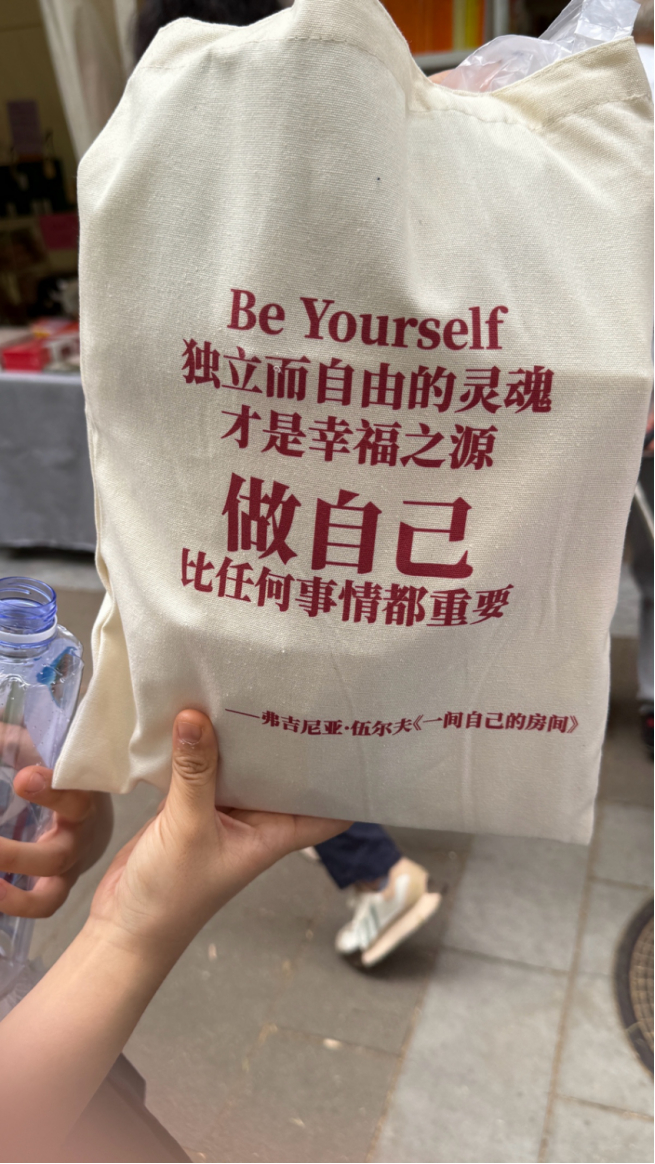 Be Yourself
独立而自由的灵魂
才是幸福之源
做自己
比任何事情都重要
——弗吉尼亚·伍尔夫《一间自己的房间》